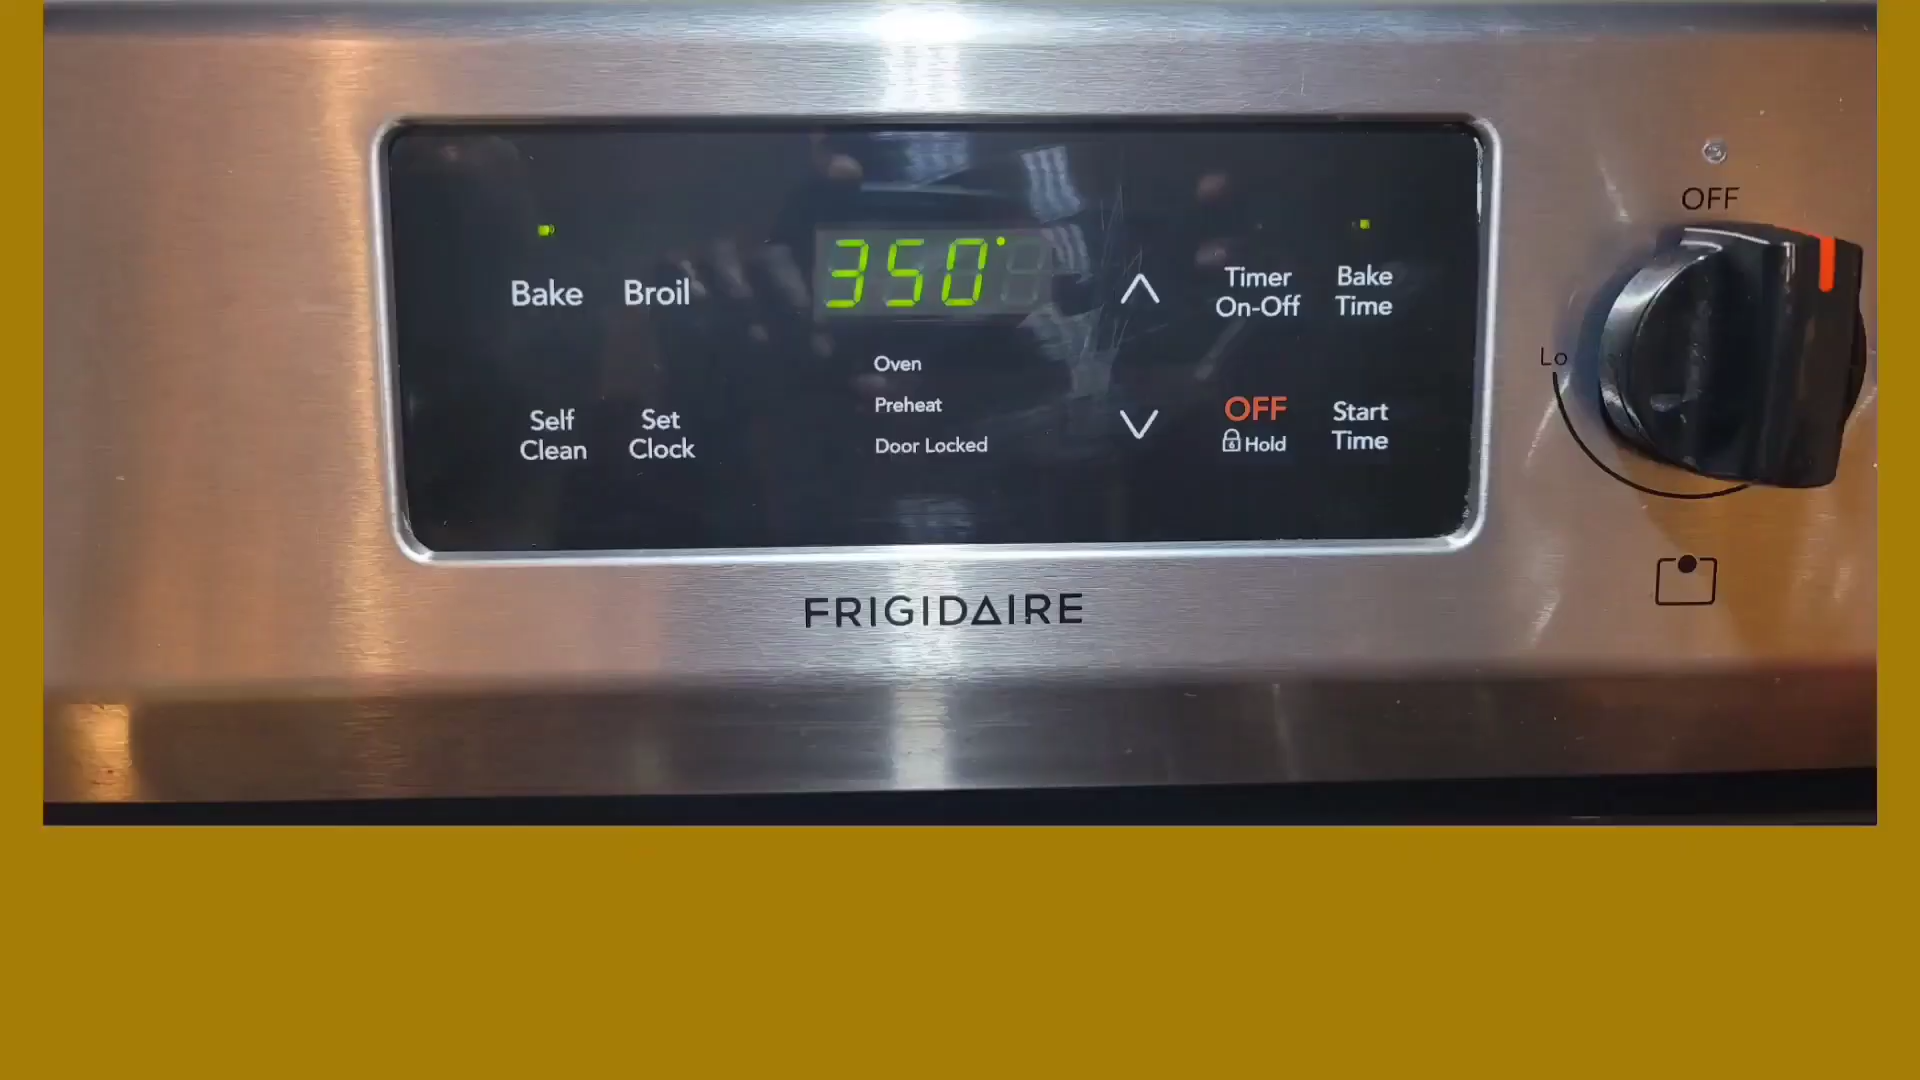 Bake
Broil
350°
Timer
On-Off
Bake
Time
Oven
Preheat
Door Locked
Self
Clean
Set
Clock
OFF
Hold
Start
Time
FRIGIDAIRE
OFF
Lo